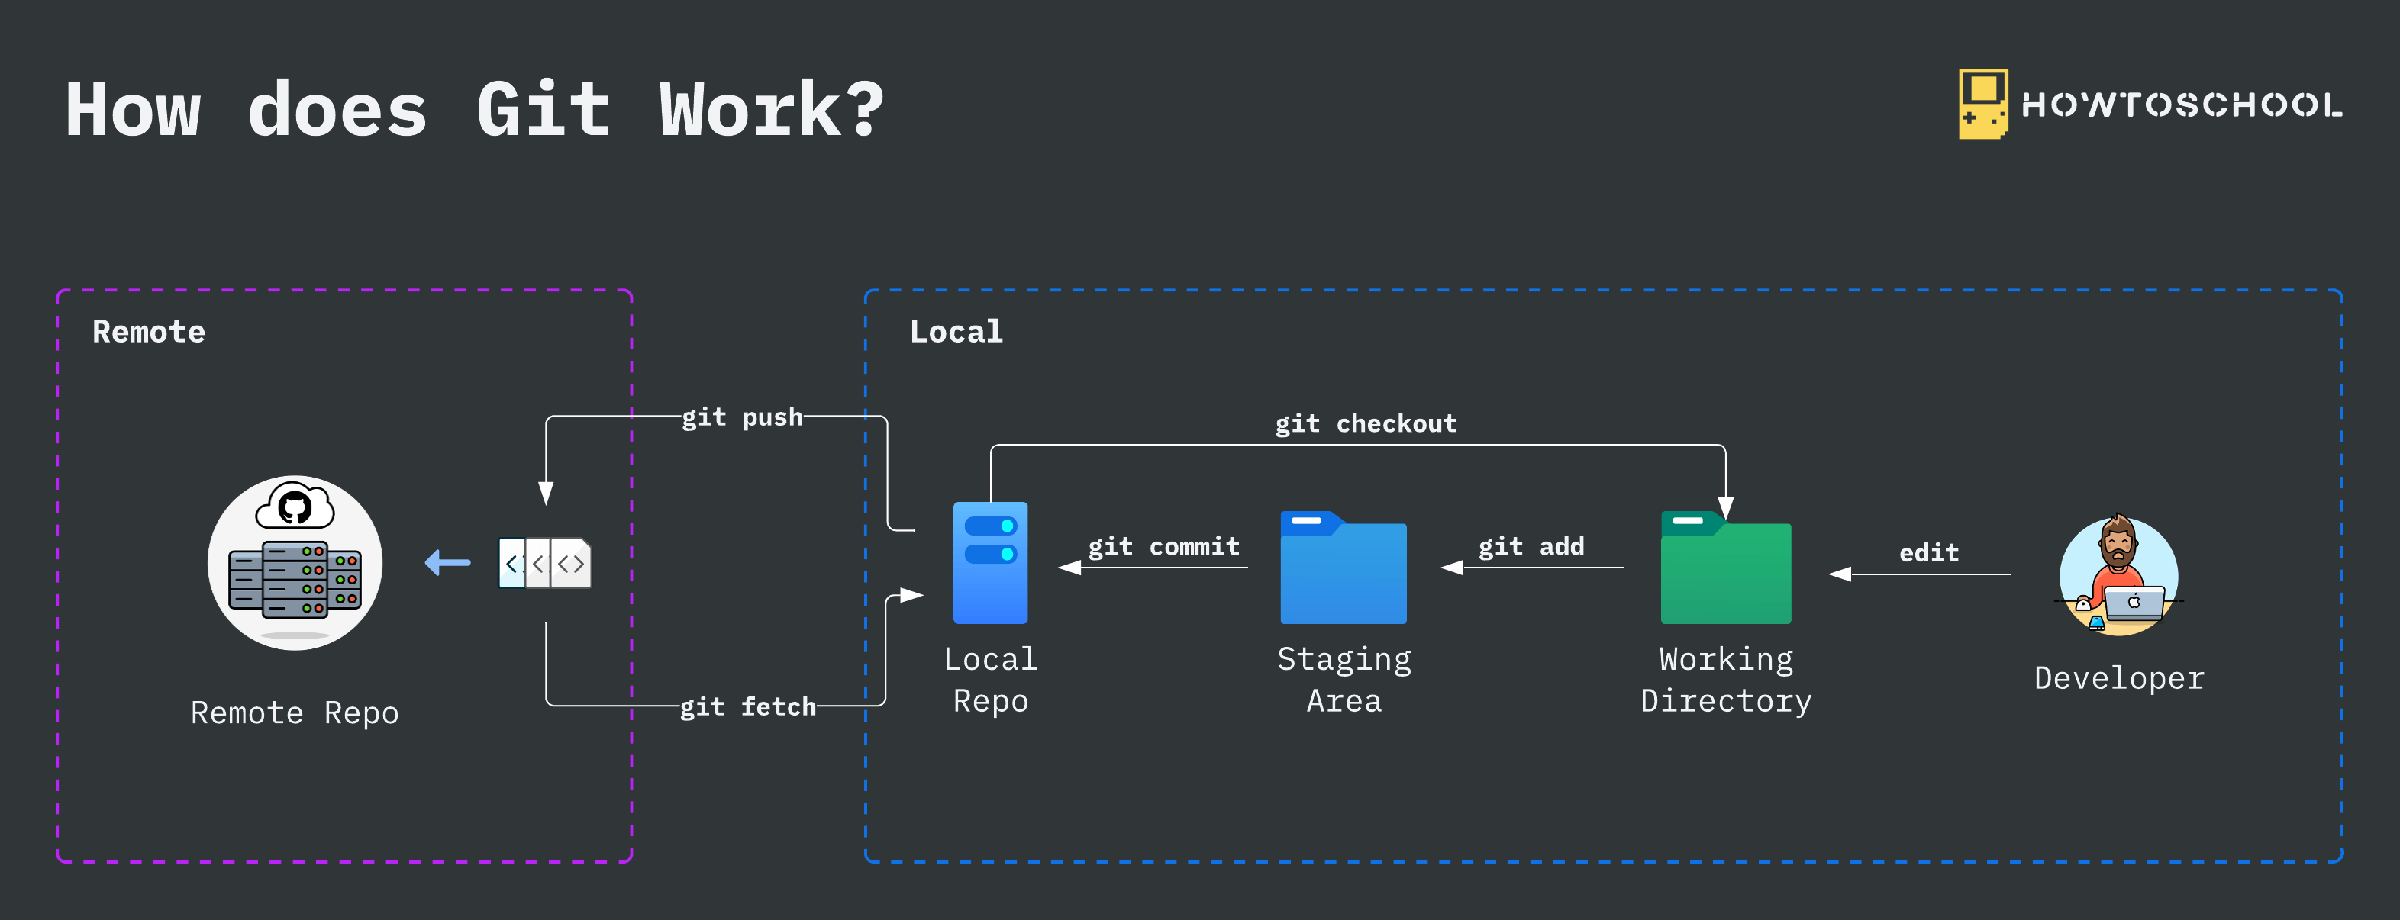 How does Git Work?
HOWTOSCHOOL
Remote
Local
git push
git checkout
git commit
git add
edit
git fetch
Remote Repo
Local
Repo
Staging
Area
Working
Directory
Developer